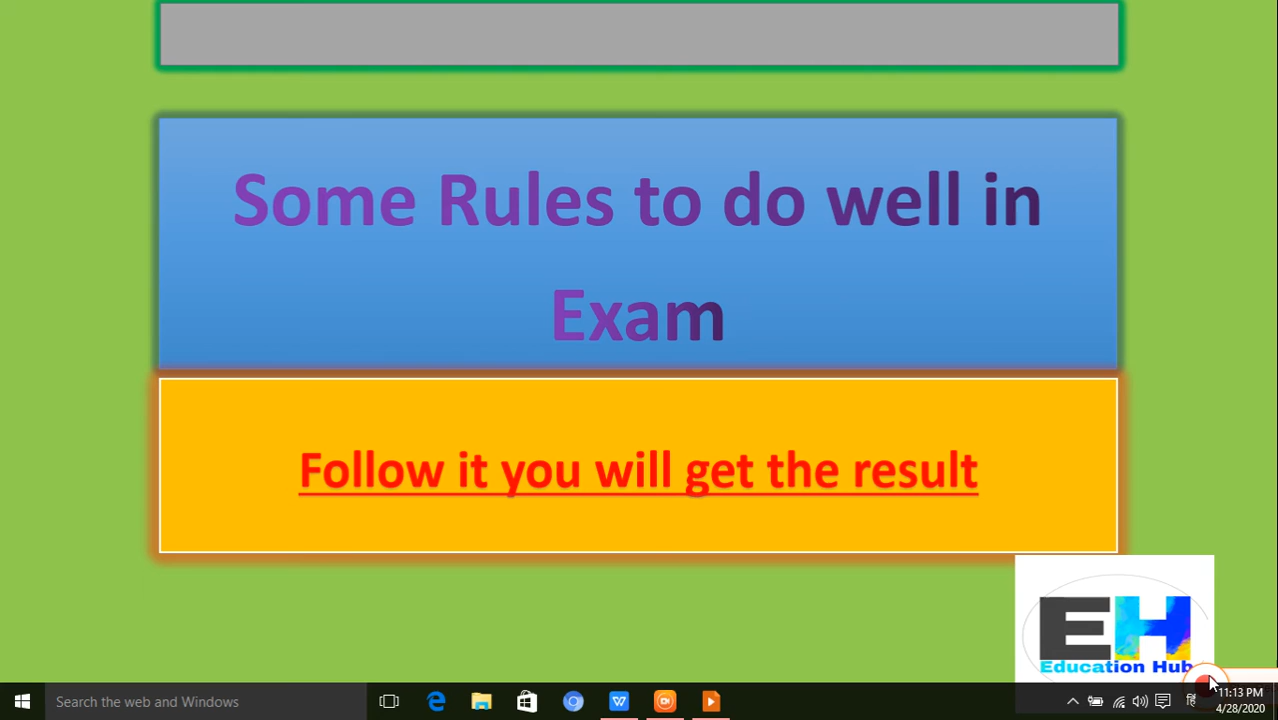 Some Rules to do well in
Exam
Follow it you will get the result
EH
Education Hub
Search the web and Windows
हिं
11:13 PM
4/28/2020